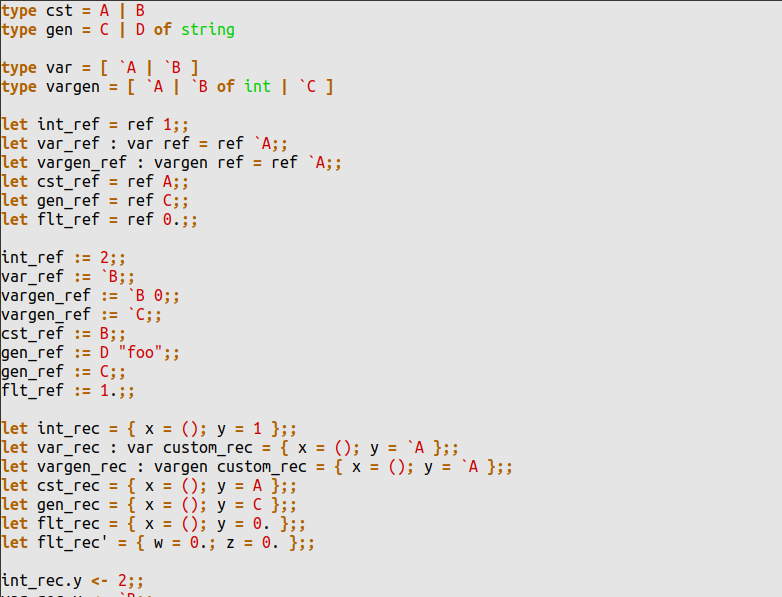 type cst = A | B
type gen = C | D of string
type var = [ `A | `B ]
type vargen = [ `A | `B of int | `C ]
let int_ref = ref 1;;
let var_ref : var ref = ref `A;;
let vargen_ref : vargen ref = ref `A;;
let cst_ref = ref A;;
let gen_ref = ref C;;
let flt_ref = ref 0.;;
int_ref := 2;;
var_ref := `B;;
vargen_ref := `B 0;;
vargen_ref := `C;;
cst_ref := B;;
gen_ref := D "foo";;
gen_ref := C;;
flt_ref := 1.;;
let int_rec = { x = (); y = 1 };;
let var_rec : var custom_rec = { x = (); y = `A };;
let vargen_rec : vargen custom_rec = { x = (); y = `A };;
let cst_rec = { x = (); y = A };;
let gen_rec = { x = (); y = C };;
let flt_rec = { x = (); y = 0. };;
let flt_rec' = { w = 0.; z = 0. };;
int_rec.y <- 2;;